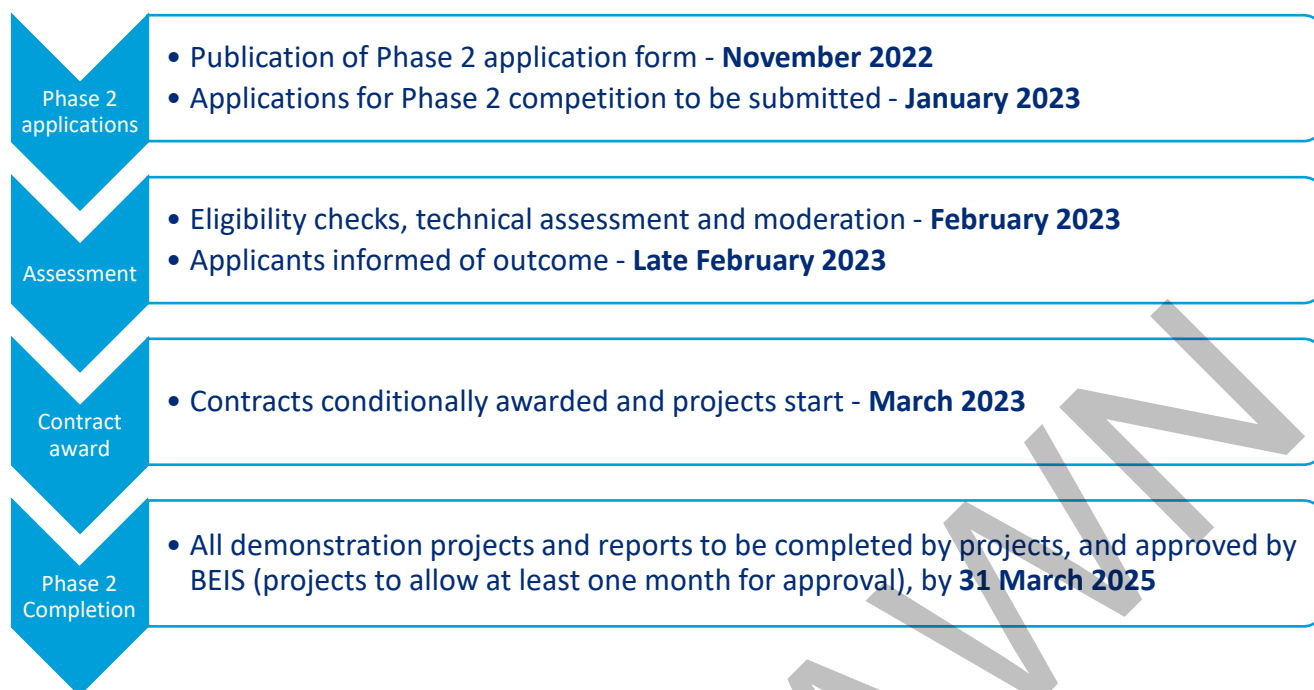 Phase 2
applications
• Publication of Phase 2 application form - November 2022
• Applications for Phase 2 competition to be submitted - January 2023
Assessment
• Eligibility checks, technical assessment and moderation - February 2023
• Applicants informed of outcome - Late February 2023
Contract
award
• Contracts conditionally awarded and projects start - March 2023
Phase 2
Completion
• All demonstration projects and reports to be completed by projects, and approved by
BEIS (projects to allow at least one month for approval), by 31 March 2025
WN